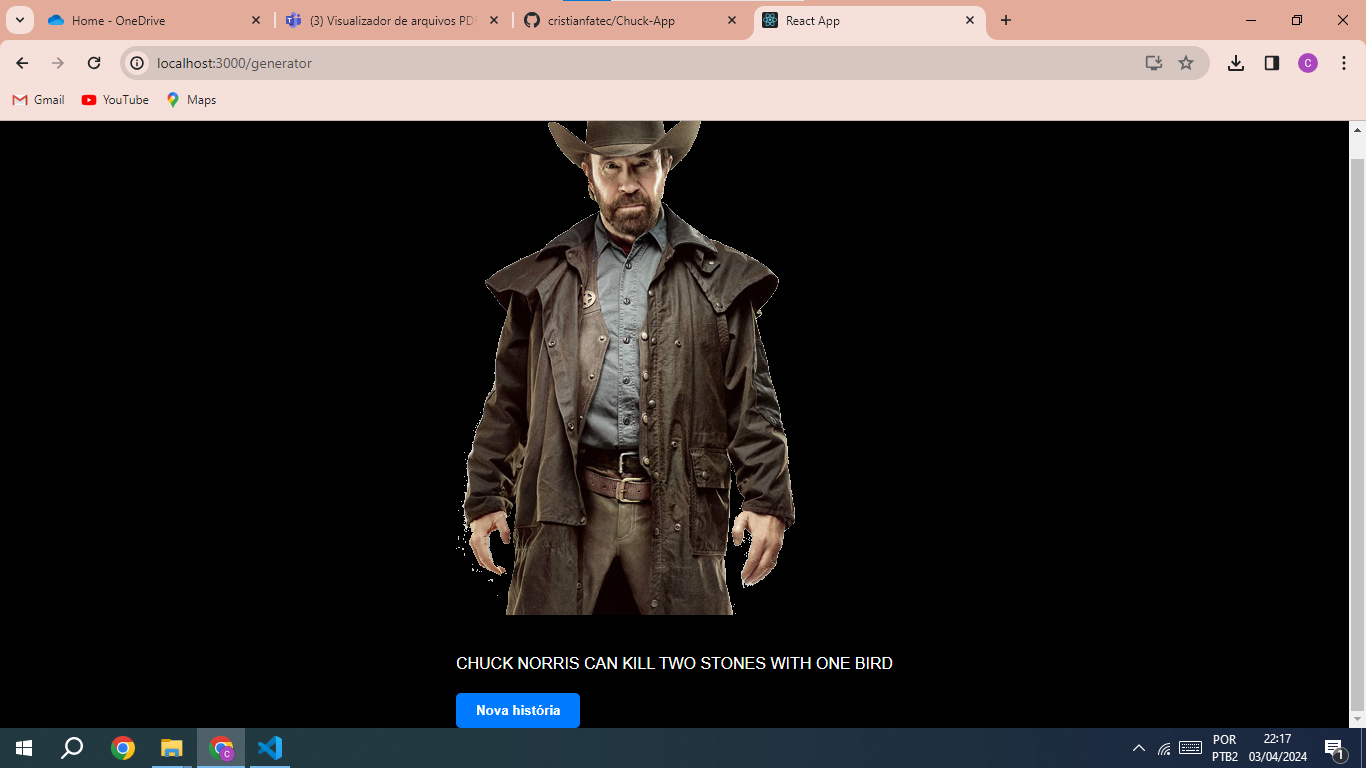 Home - OneDrive
(3) Visualizador de arquivos PD
cristianfatec/Chuck-App
React App
localhost:3000/generator
C
Gmail
YouTube
Maps
CHUCK NORRIS CAN KILL TWO STONES WITH ONE BIRD
Nova história
C
POR
PTB2
22:17
03/04/2024
1